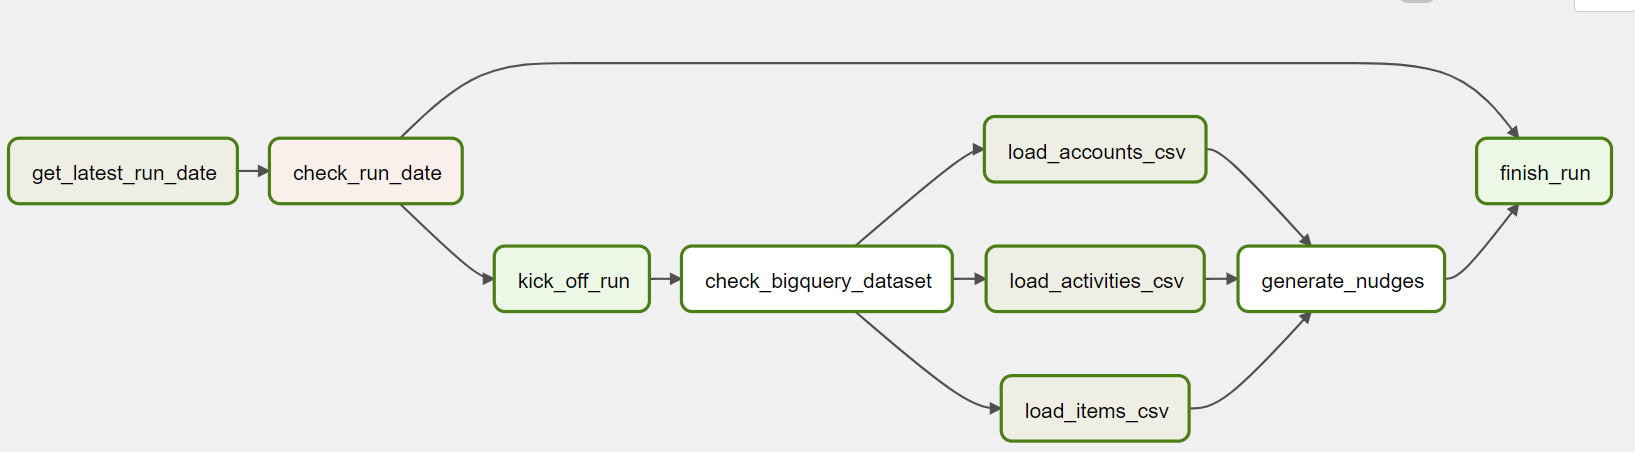 get_latest_run_date
check_run_date
kick_off_run
check_bigquery_dataset
load_accounts_csv
load_activities_csv
load_items_csv
generate_nudges
finish_run